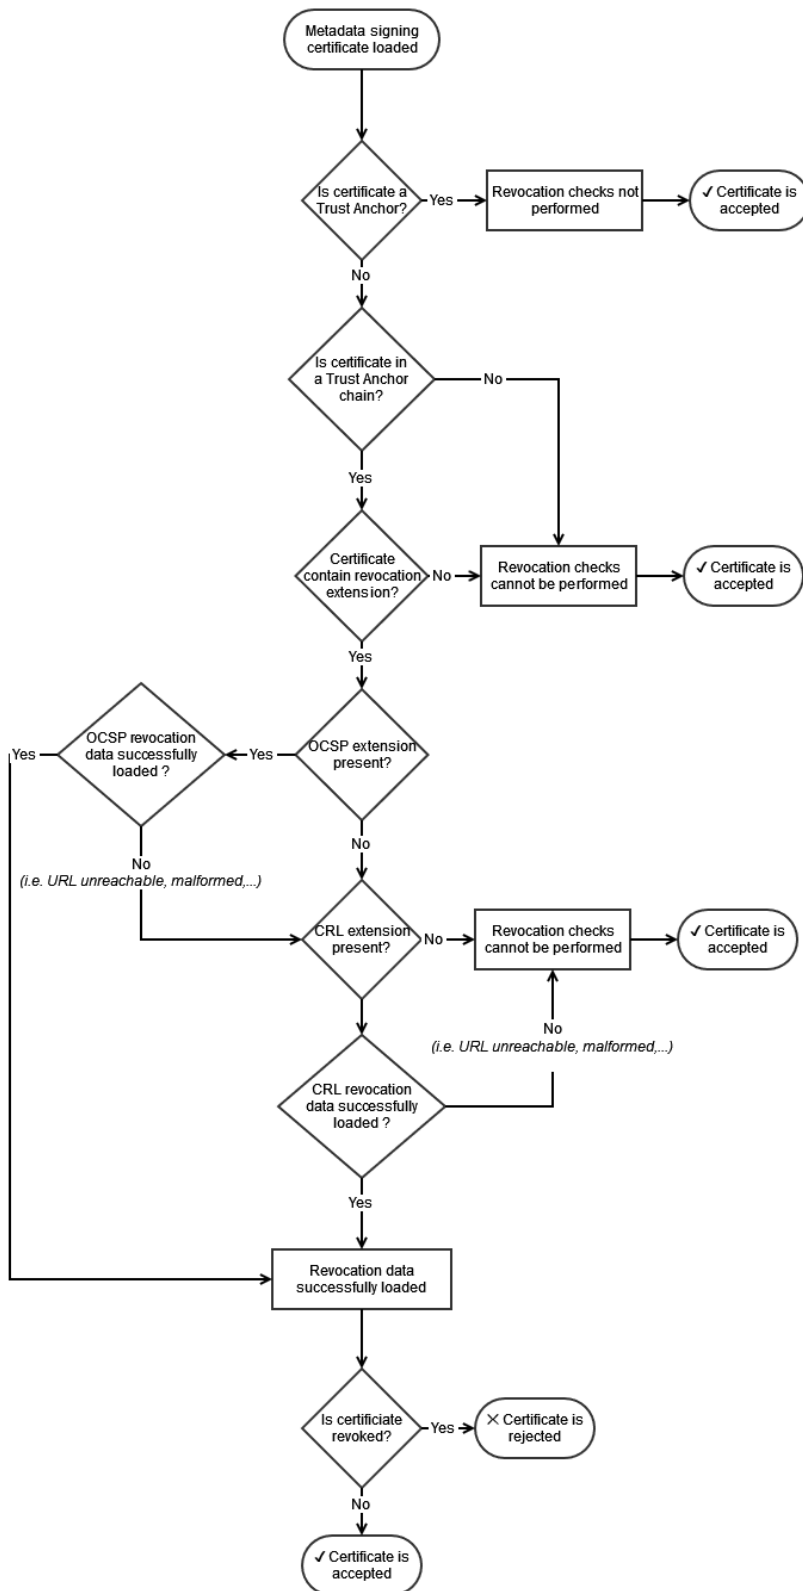 Metadata signing
certificate loaded
Is certificate a
Trust Anchor?
Yes
Revocation checks not
performed
✓ Certificate is
accepted
No
Is certificate in
a Trust Anchor
chain?
No
Yes
Certificate
contain revocation
extension?
No
Revocation checks
cannot be performed
✓ Certificate is
accepted
Yes
OCSP revocation
data successfully
loaded ?
Yes
Yes
OCSP extension
present?
No
(i.e. URL unreachable, malformed,...)
No
CRL extension
present?
No
Revocation checks
cannot be performed
✓ Certificate is
accepted
No
(i.e. URL unreachable, malformed,...)
CRL revocation
data successfully
loaded ?
Yes
Revocation data
successfully loaded
Is certificiate
revoked?
Yes
✕ Certificate is
rejected
No
✓ Certificate is
accepted